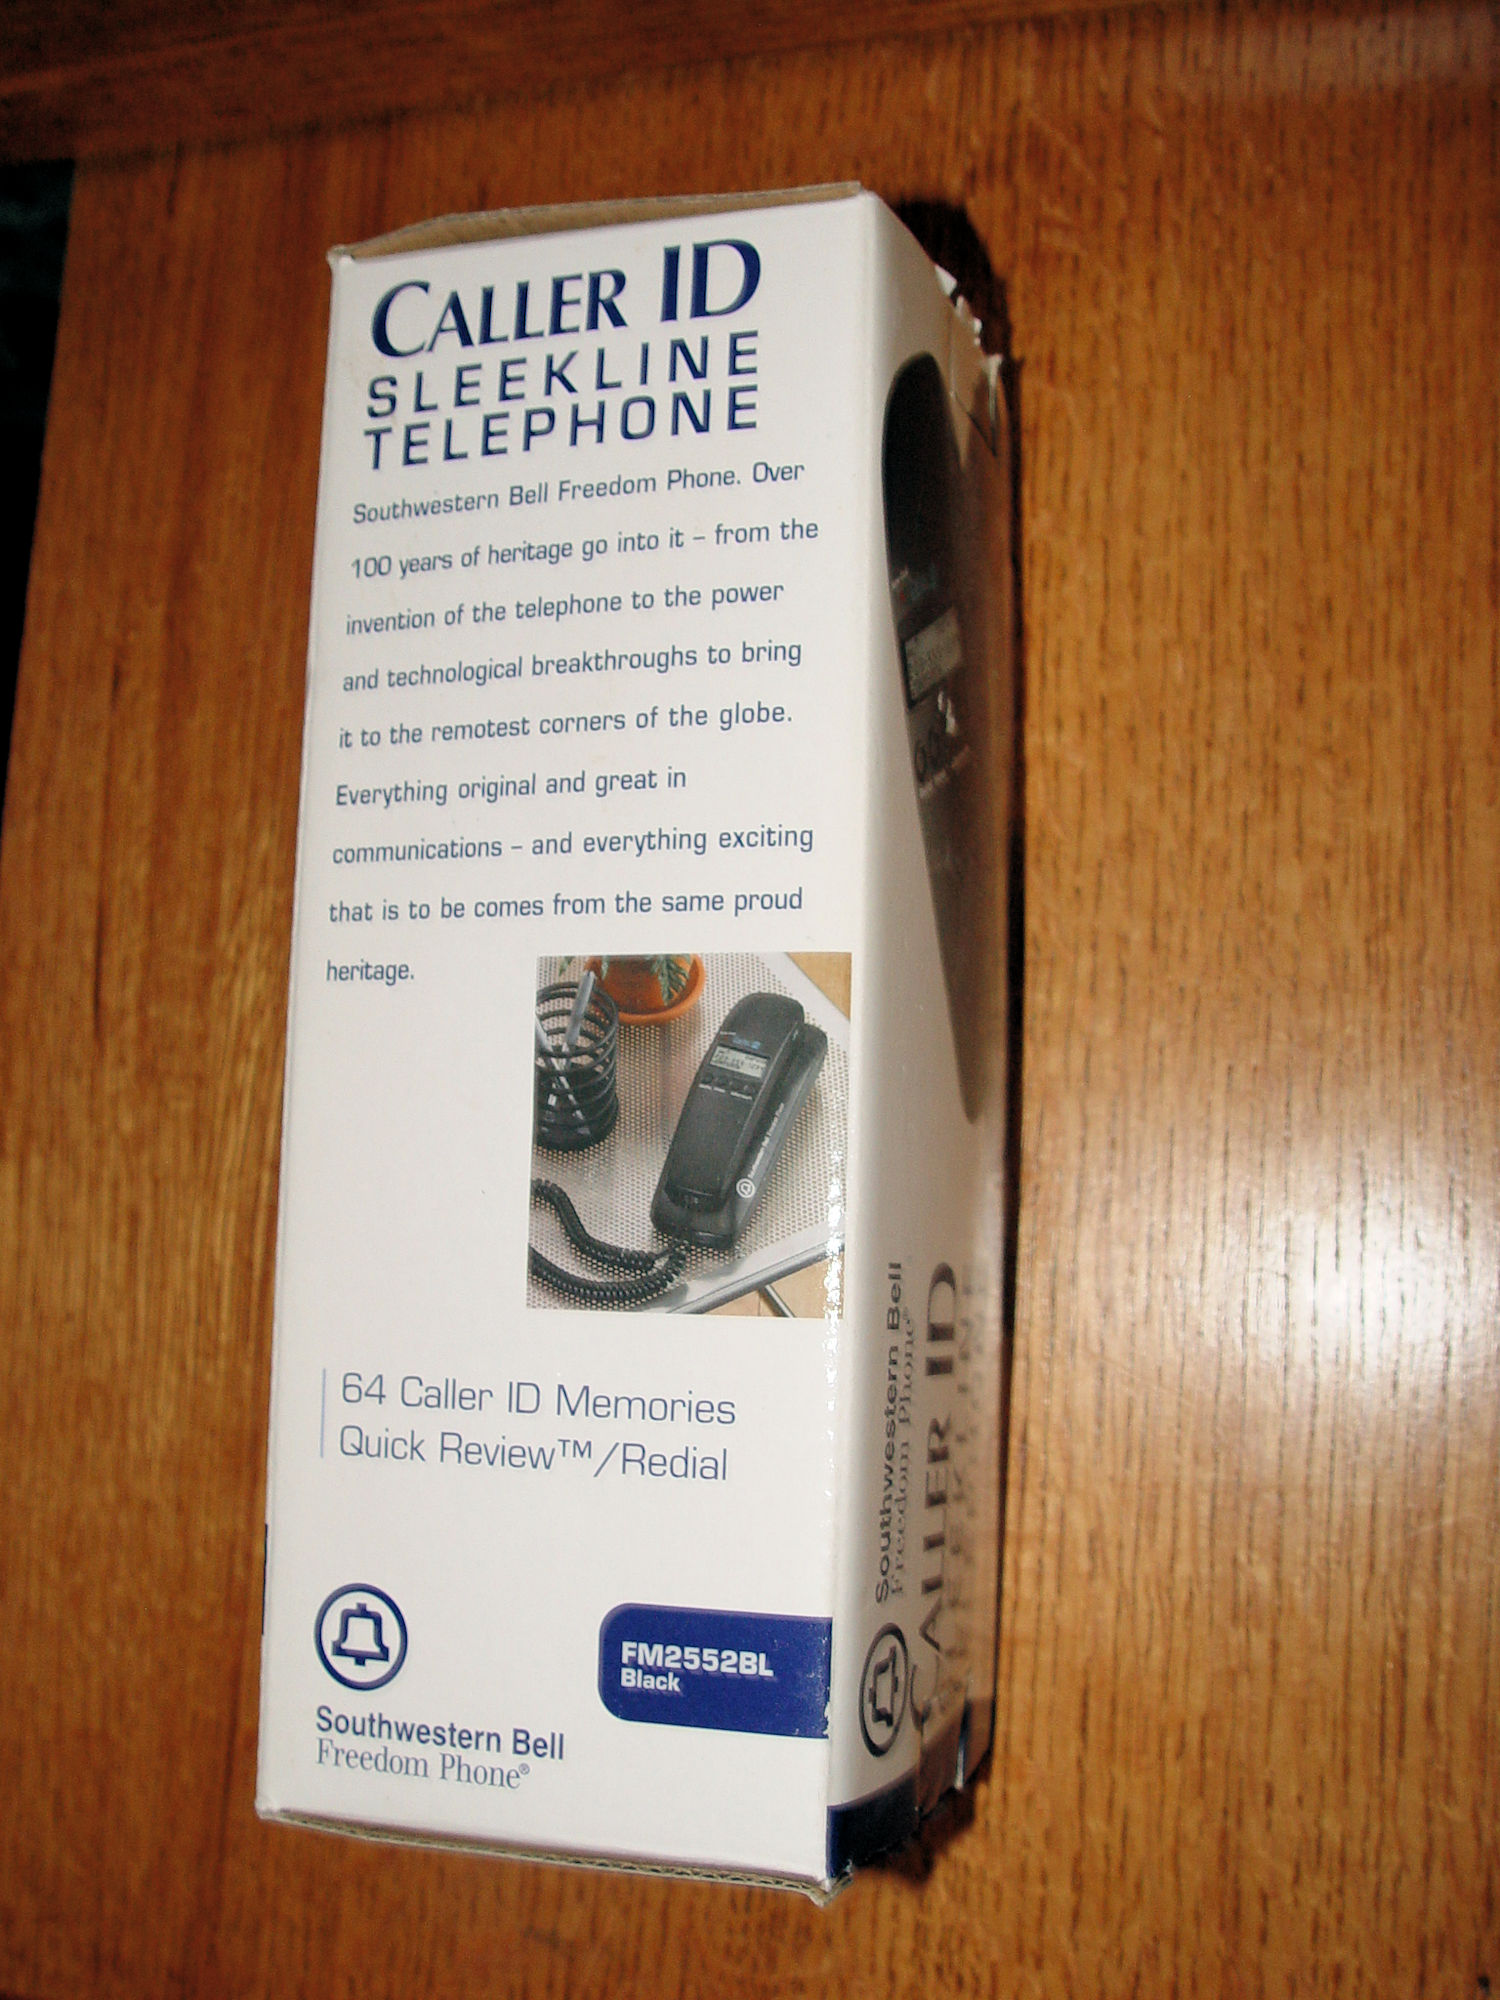 CALLER ID
SLEEKLINE
TELEPHONE
Southwestern Bell Freedom Phone. Over
100 years of heritage go into it – from the
invention of the telephone to the power
and technological breakthroughs to bring
it to the remotest corners of the globe.
Everything original and great in
communications – and everything exciting
that is to be comes from the same proud
heritage.
64 Caller ID Memories
Quick Review™/Redial
FM2552BL
Black
Southwestern Bell
Freedom Phone®
Southwestern Bell
Freedom Phone®
CALLER ID